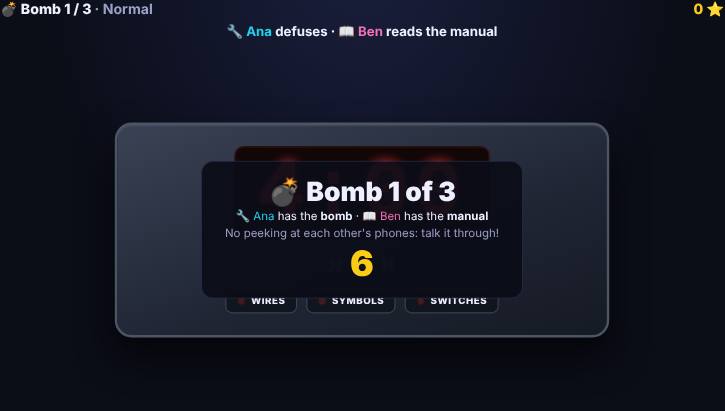 💣 Bomb 1 / 3 · Normal
0 ⭐
🔧 Ana defuses · 📖 Ben reads the manual
💣 Bomb 1 of 3
🔧 Ana has the bomb · 📖 Ben has the manual
No peeking at each other's phones: talk it through!
6
WIRES SYMBOLS SWITCHES